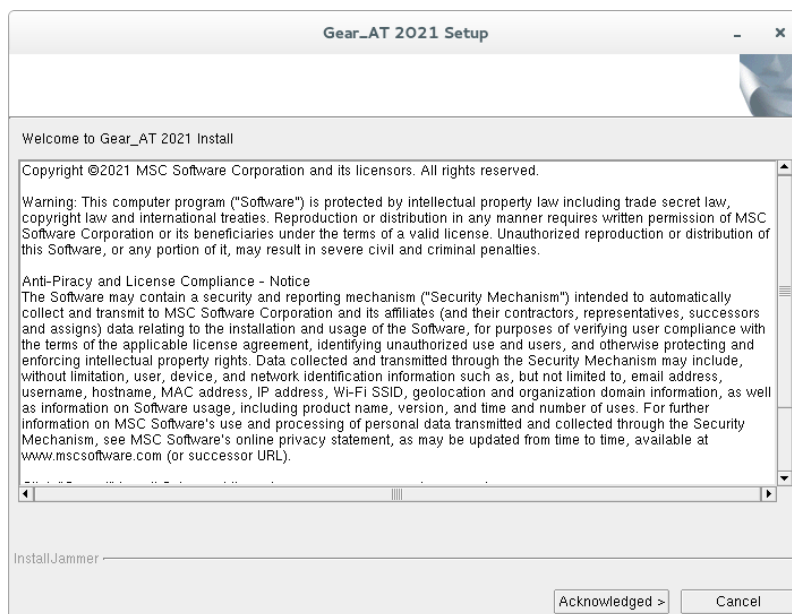 Gear_AT 2021 Setup
Welcome to Gear_AT 2021 Install
Copyright ©2021 MSC Software Corporation and its licensors. All rights reserved.
Warning: This computer program ("Software") is protected by intellectual property law including trade secret law,
copyright law and international treaties. Reproduction or distribution in any manner requires written permission of MSC
Software Corporation or its beneficiaries under the terms of a valid license. Unauthorized reproduction or distribution of
this Software, or any portion of it, may result in severe civil and criminal penalties.
Anti-Piracy and License Compliance - Notice
The Software may contain a security and reporting mechanism ("Security Mechanism") intended to automatically
collect and transmit to MSC Software Corporation and its affiliates (and their contractors, representatives, successors
and assigns) data relating to the installation and usage of the Software, for purposes of verifying user compliance with
the terms of the applicable license agreement, identifying unauthorized use and users, and otherwise protecting and
enforcing intellectual property rights. Data collected and transmitted through the Security Mechanism may include,
without limitation, user, device, and network identification information such as, but not limited to, email address,
username, hostname, MAC address, IP address, Wi-Fi SSID, geolocation and organization domain information, as well
as information on Software usage, including product name, version, and time and number of uses. For further
information on MSC Software's use and processing of personal data transmitted and collected through the Security
Mechanism, see MSC Software's online privacy statement, as may be updated from time to time, available at
www.mscsoftware.com (or successor URL).
InstallJammer
Acknowledged >
Cancel